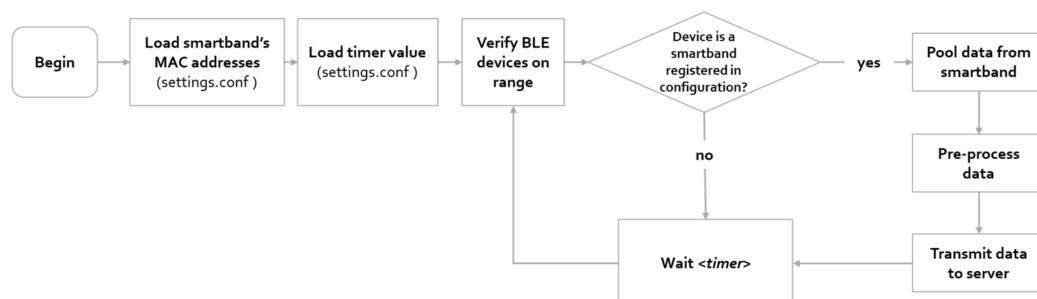 Begin
Load smartband's
MAC addresses
(settings.conf )
Load timer value
(settings.conf )
Verify BLE
devices on
range
Device is a
smartband
registered in
configuration?
yes
Pool data from
smartband
no
Pre-process
data
Wait <timer>
Transmit data
to server